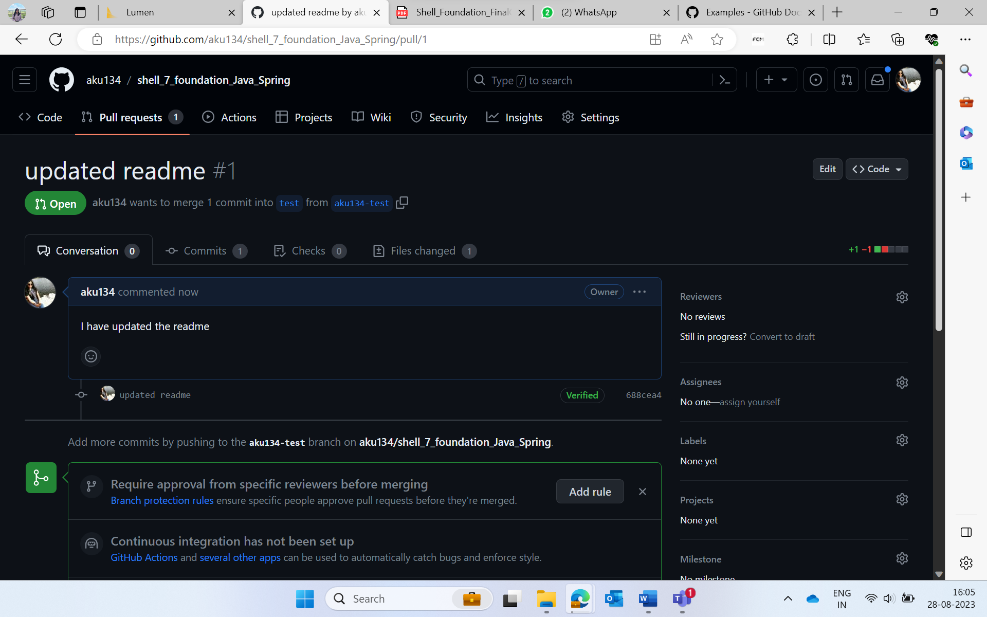 Lumen
updated readme by aku
Shell_Foundation_Final
(2) WhatsApp
Examples - GitHub Doc
https://github.com/aku134/shell_7_foundation_Java_Spring/pull/1
aku134 / shell_7_foundation_Java_Spring
Type / to search
Code
Pull requests 1
Actions
Projects
Wiki
Security
Insights
Settings
updated readme #1
Edit
Code
Open
aku134 wants to merge 1 commit into test from aku134-test
Conversation 0
Commits 1
Checks 0
Files changed 1
+1 −1
aku134 commented now
Owner
I have updated the readme
updated readme
Verified
688cea4
Add more commits by pushing to the aku134-test branch on aku134/shell_7_foundation_Java_Spring.
Require approval from specific reviewers before merging
Branch protection rules ensure specific people approve pull requests before they're merged.
Add rule
Continuous integration has not been set up
GitHub Actions and several other apps can be used to automatically catch bugs and enforce style.
Reviewers
No reviews
Still in progress? Convert to draft
Assignees
No one—assign yourself
Labels
None yet
Projects
None yet
Milestone
No milestone
Search
1
ENG
IN
16:05
28-08-2023